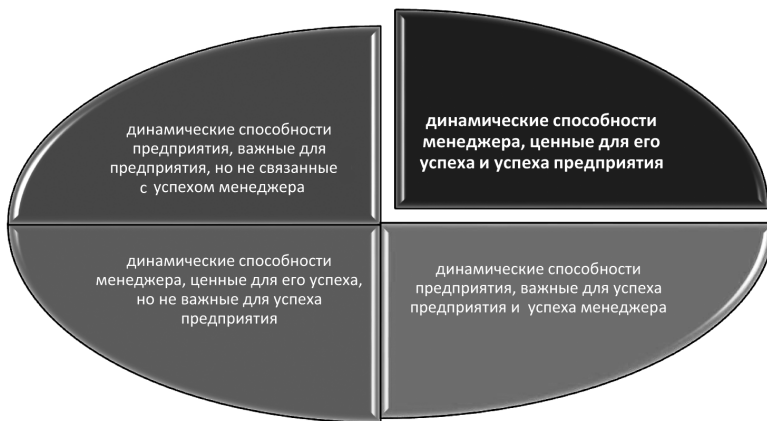 динамические способности
предприятия, важные для
предприятия, но не связанные
с успехом менеджера
динамические способности
менеджера, ценные для его
успеха и успеха предприятия
динамические способности
менеджера, ценные для его успеха,
но не важные для успеха
предприятия
динамические способности
предприятия, важные для успеха
предприятия и успеха менеджера